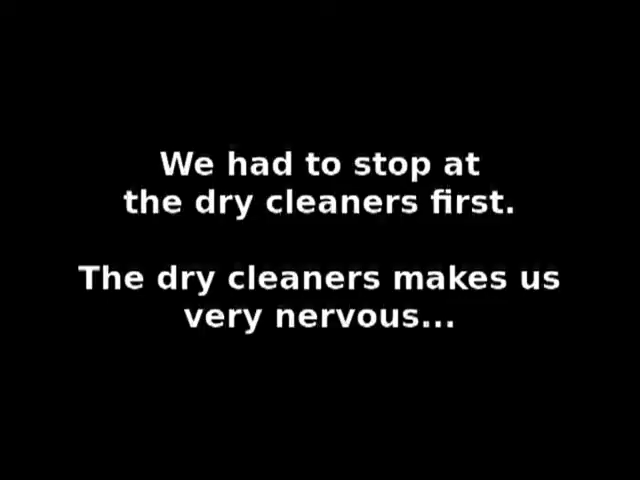 We had to stop at
the dry cleaners first.
The dry cleaners makes us
very nervous...